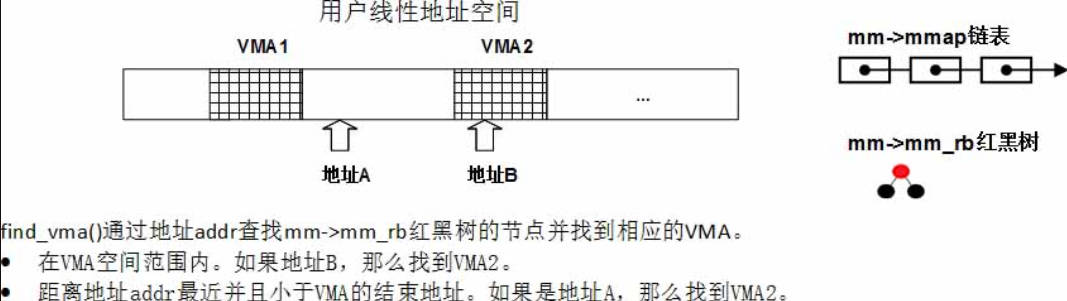 用户线性地址空间
VMA1
VMA2
mm->mmap链表
...
地址A
地址B
mm->mm_rb红黑树
find_vma()通过地址addr查找mm->mm_rb红黑树的节点并找到相应的VMA。
• 在VMA空间范围内。如果地址B，那么找到VMA2。
• 距离地址addr最近并且小于VMA的结束地址。如果是地址A，那么找到VMA2。